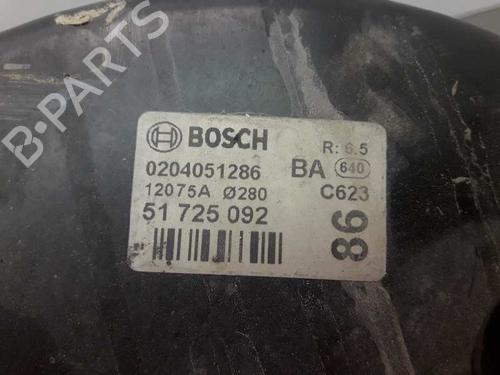 BOSCH R: 6.5
0204051286 BA 640
12075A Ø280 C623
51 725 092
86
B-PARTS